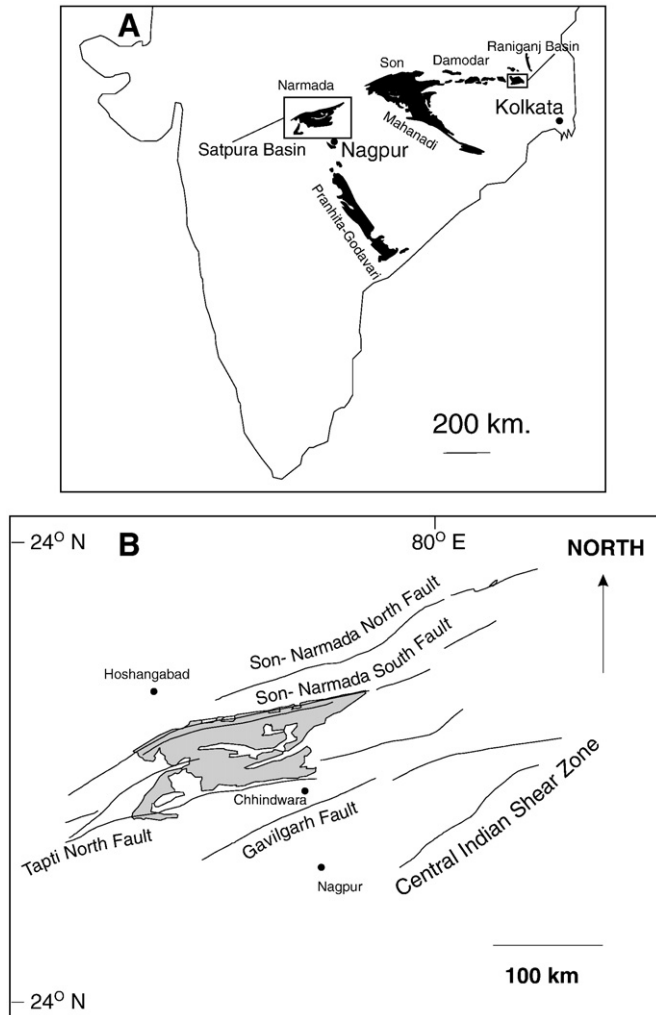 A
Raniganj Basin
Son
Damodar
Narmada
Kolkata
Mahanadi
Satpura Basin
Nagpur
Pranhita-Godavari
200 km.
B
24° N
80° E
NORTH
Son- Narmada North Fault
Hoshangabad
Son- Narmada South Fault
Chhindwara
Tapti North Fault
Gavilgarh Fault
Central Indian Shear Zone
Nagpur
100 km
24° N